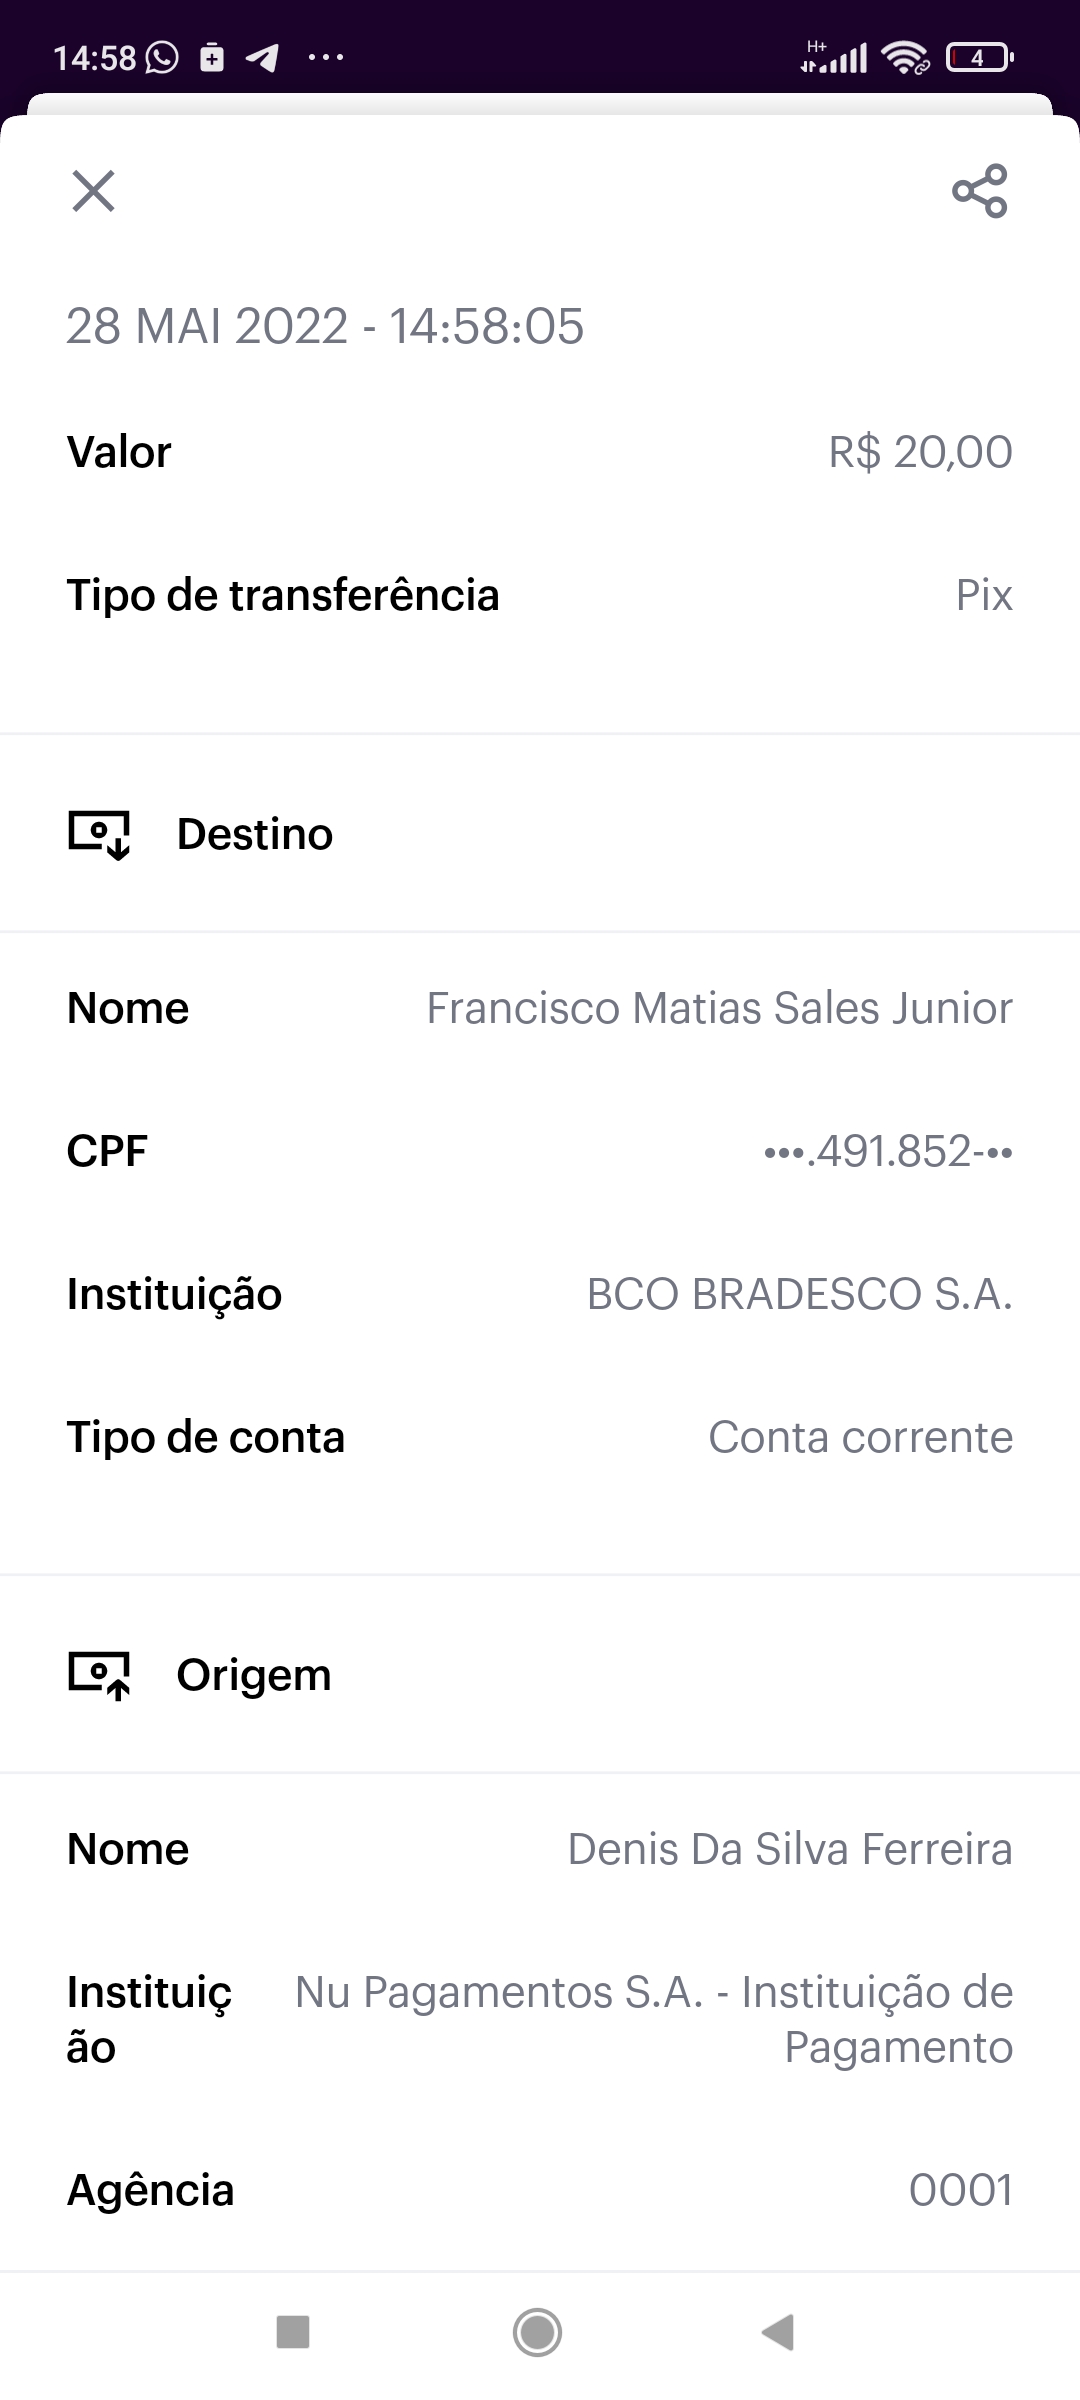 14:58 H+ 4
28 MAI 2022 - 14:58:05
Valor R$ 20,00
Tipo de transferência Pix
Destino
Nome Francisco Matias Sales Junior
CPF •••.491.852-••
Instituição BCO BRADESCO S.A.
Tipo de conta Conta corrente
Origem
Nome Denis Da Silva Ferreira
Instituiç Nu Pagamentos S.A. - Instituição de
ão Pagamento
Agência 0001